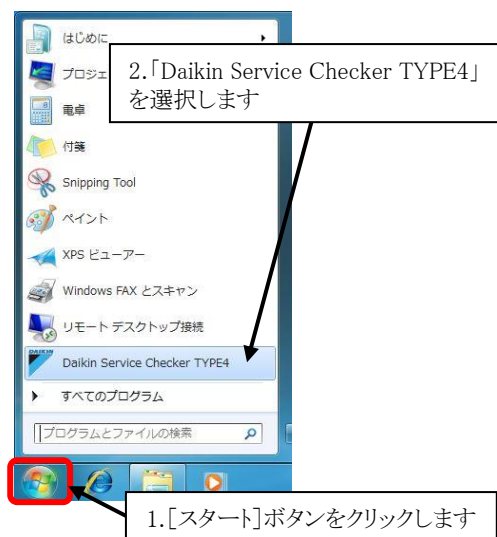 はじめに
2.「Daikin Service Checker TYPE4」
を選択します
プロジェ
電卓
付箋
Snipping Tool
ペイント
XPS ビューアー
Windows FAX とスキャン
リモート デスクトップ接続
DAIKIN
Daikin Service Checker TYPE4
すべてのプログラム
プログラムとファイルの検索
1.[スタート]ボタンをクリックします